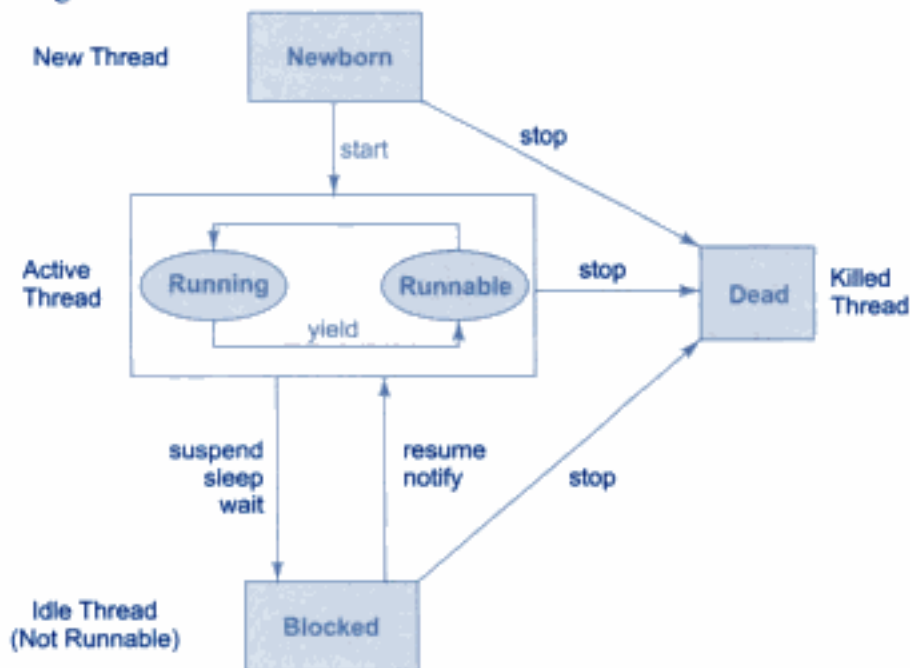 New Thread
Newborn
stop
start
Active
Thread
Running
Runnable
stop
Dead
Killed
Thread
yield
suspend
sleep
wait
resume
notify
stop
Idle Thread
(Not Runnable)
Blocked